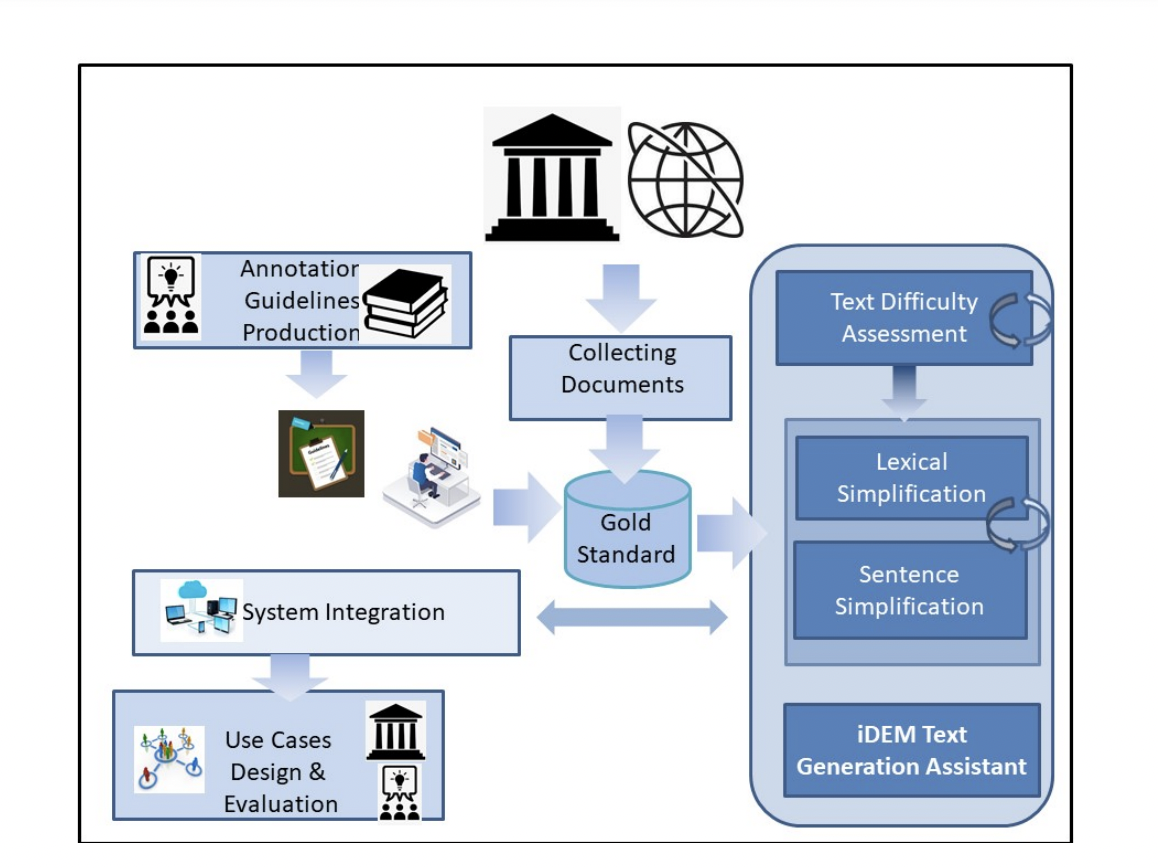 Annotation
Guidelines
Production
Collecting
Documents
Text Difficulty
Assessment
Lexical
Simplification
Guidelines
Gold
Standard
Sentence
Simplification
System Integration
Use Cases
Design &
Evaluation
iDEM Text
Generation Assistant